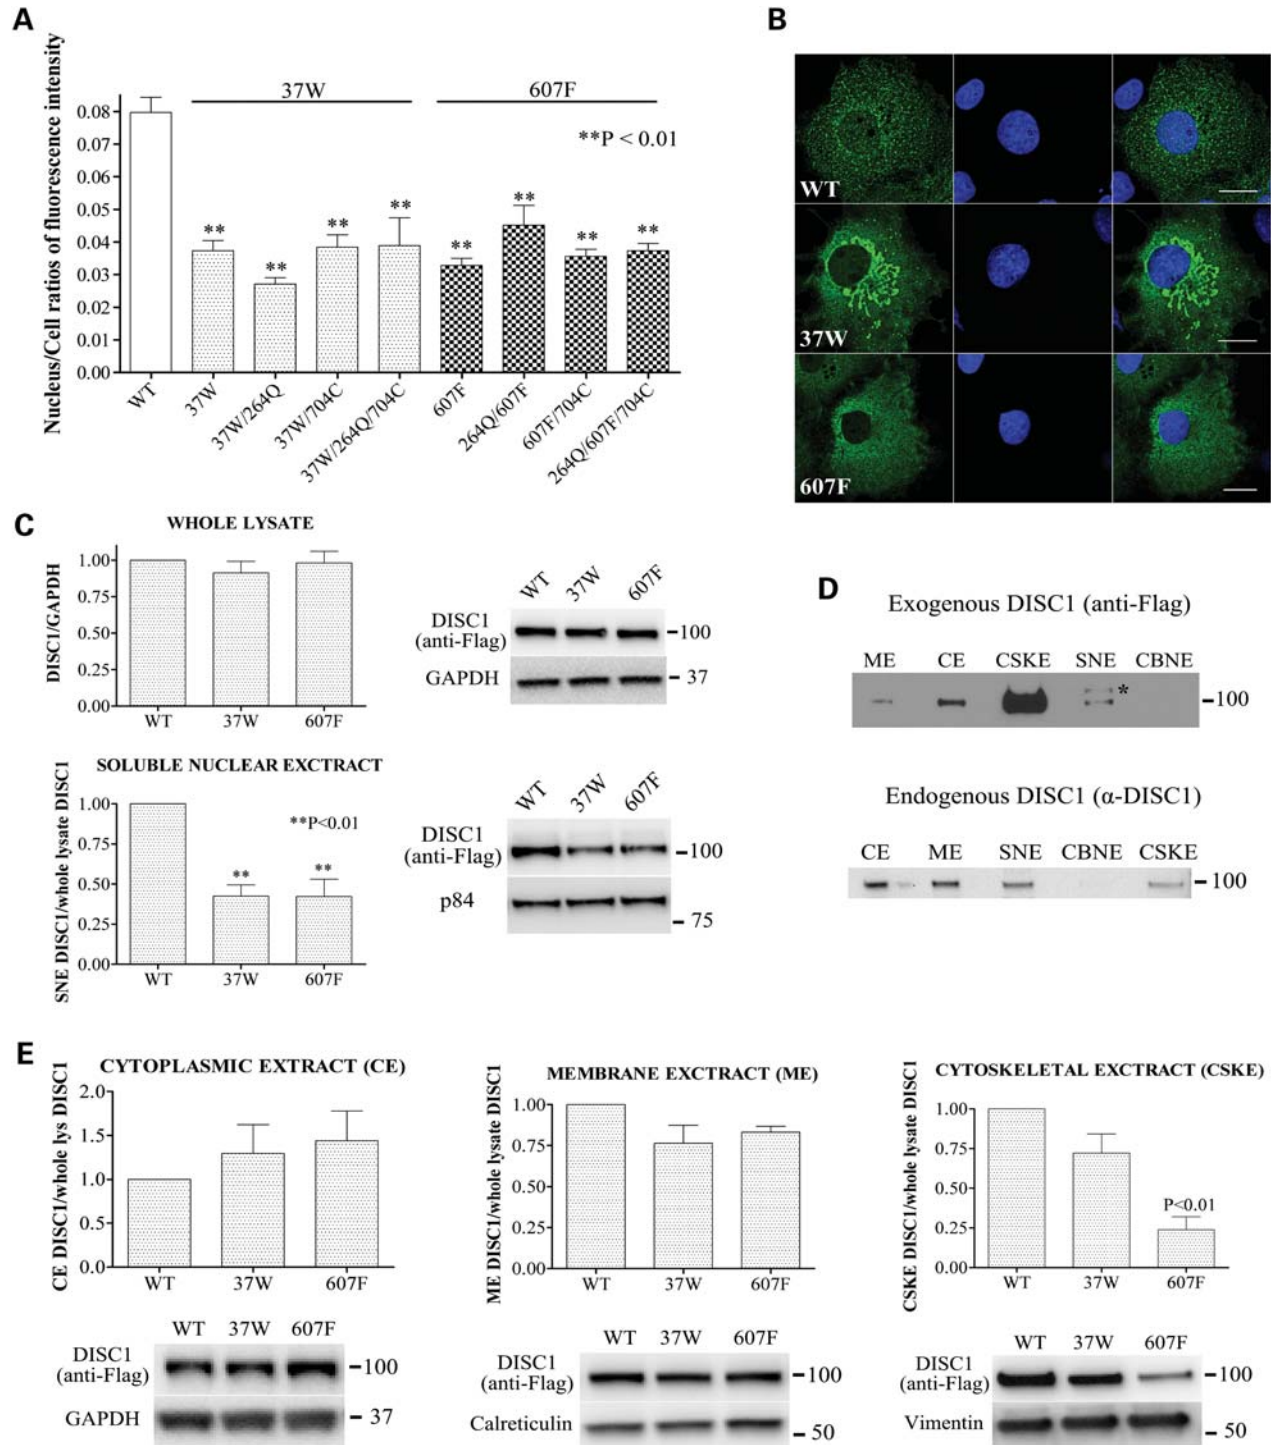 A
Nucleus/Cell ratios of fluorescence intensity
37W
607F
**P < 0.01
0.08
0.07
0.06
0.05
0.04
0.03
0.02
0.01
0.00
**
**
**
**
**
**
**
**
WT
37W
37W/264Q
37W/704C
37W/264Q/704C
607F
264Q/607F
607F/704C
264Q/607F/704C
B
WT
37W
607F
C
WHOLE LYSATE
DISC1/GAPDH
1.00
0.75
0.50
0.25
0.00
WT 37W 607F
WT 37W 607F
DISC1
(anti-Flag)
100
GAPDH
37
SOLUBLE NUCLEAR EXCTRACT
SNE DISC1/whole lysate DISC1
1.00
0.75
0.50
0.25
0.00
**P<0.01
** **
WT 37W 607F
WT 37W 607F
DISC1
(anti-Flag)
100
p84
75
D
Exogenous DISC1 (anti-Flag)
ME CE CSKE SNE CBNE
*
100
Endogenous DISC1 (α-DISC1)
CE ME SNE CBNE CSKE
100
E
CYTOPLASMIC EXTRACT (CE)
CE DISC1/whole lys DISC1
2.0
1.5
1.0
0.5
0.0
WT 37W 607F
WT 37W 607F
DISC1
(anti-Flag)
100
GAPDH
37
MEMBRANE EXCTRACT (ME)
ME DISC1/whole lysate DISC1
1.00
0.75
0.50
0.25
0.00
WT 37W 607F
WT 37W 607F
DISC1
(anti-Flag)
100
Calreticulin
50
CYTOSKELETAL EXCTRACT (CSKE)
CSKE DISC1/whole lysate DISC1
1.00
0.75
0.50
0.25
0.00
P<0.01
WT 37W 607F
WT 37W 607F
DISC1
(anti-Flag)
100
Vimentin
50